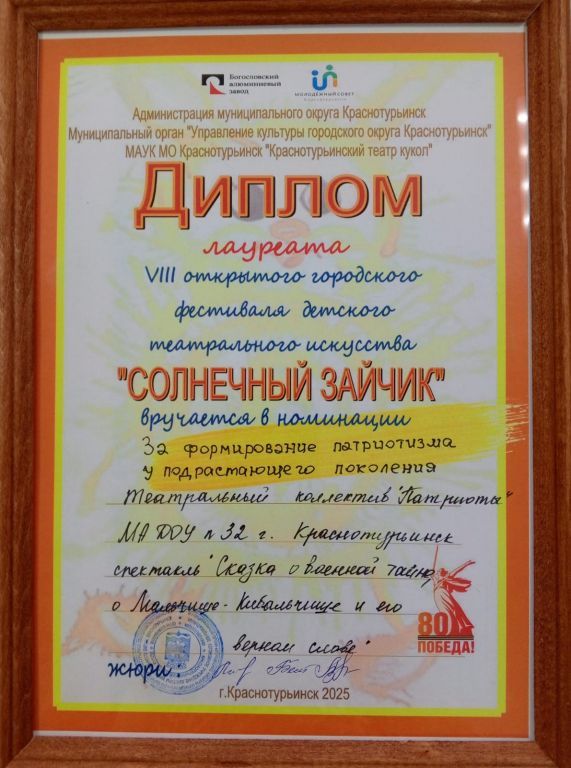 Богословский
алюминиевый
завод
МОЛОДЁЖНЫЙ СОВЕТ
Администрация муниципального округа Краснотурьинск
Муниципальный орган "Управление культуры городского округа Краснотурьинск"
МАУК МО Краснотурьинск "Краснотурьинский театр кукол"
Диплом
лауреата
VIII открытого городского
фестиваля детского
театрального искусства
"СОЛНЕЧНЫЙ ЗАЙЧИК"
вручается в номинации
За формирование патриотизма
у подрастающего поколения
Театральный коллектив "Патриоты"
МА ДОУ n 32 г. Краснотурьинск
спектакль "Сказка о военной тайне,
о Мальчише-Кибальчише и его
верном слове"
80
ПОБЕДА!
жюри:
г.Краснотурьинск 2025